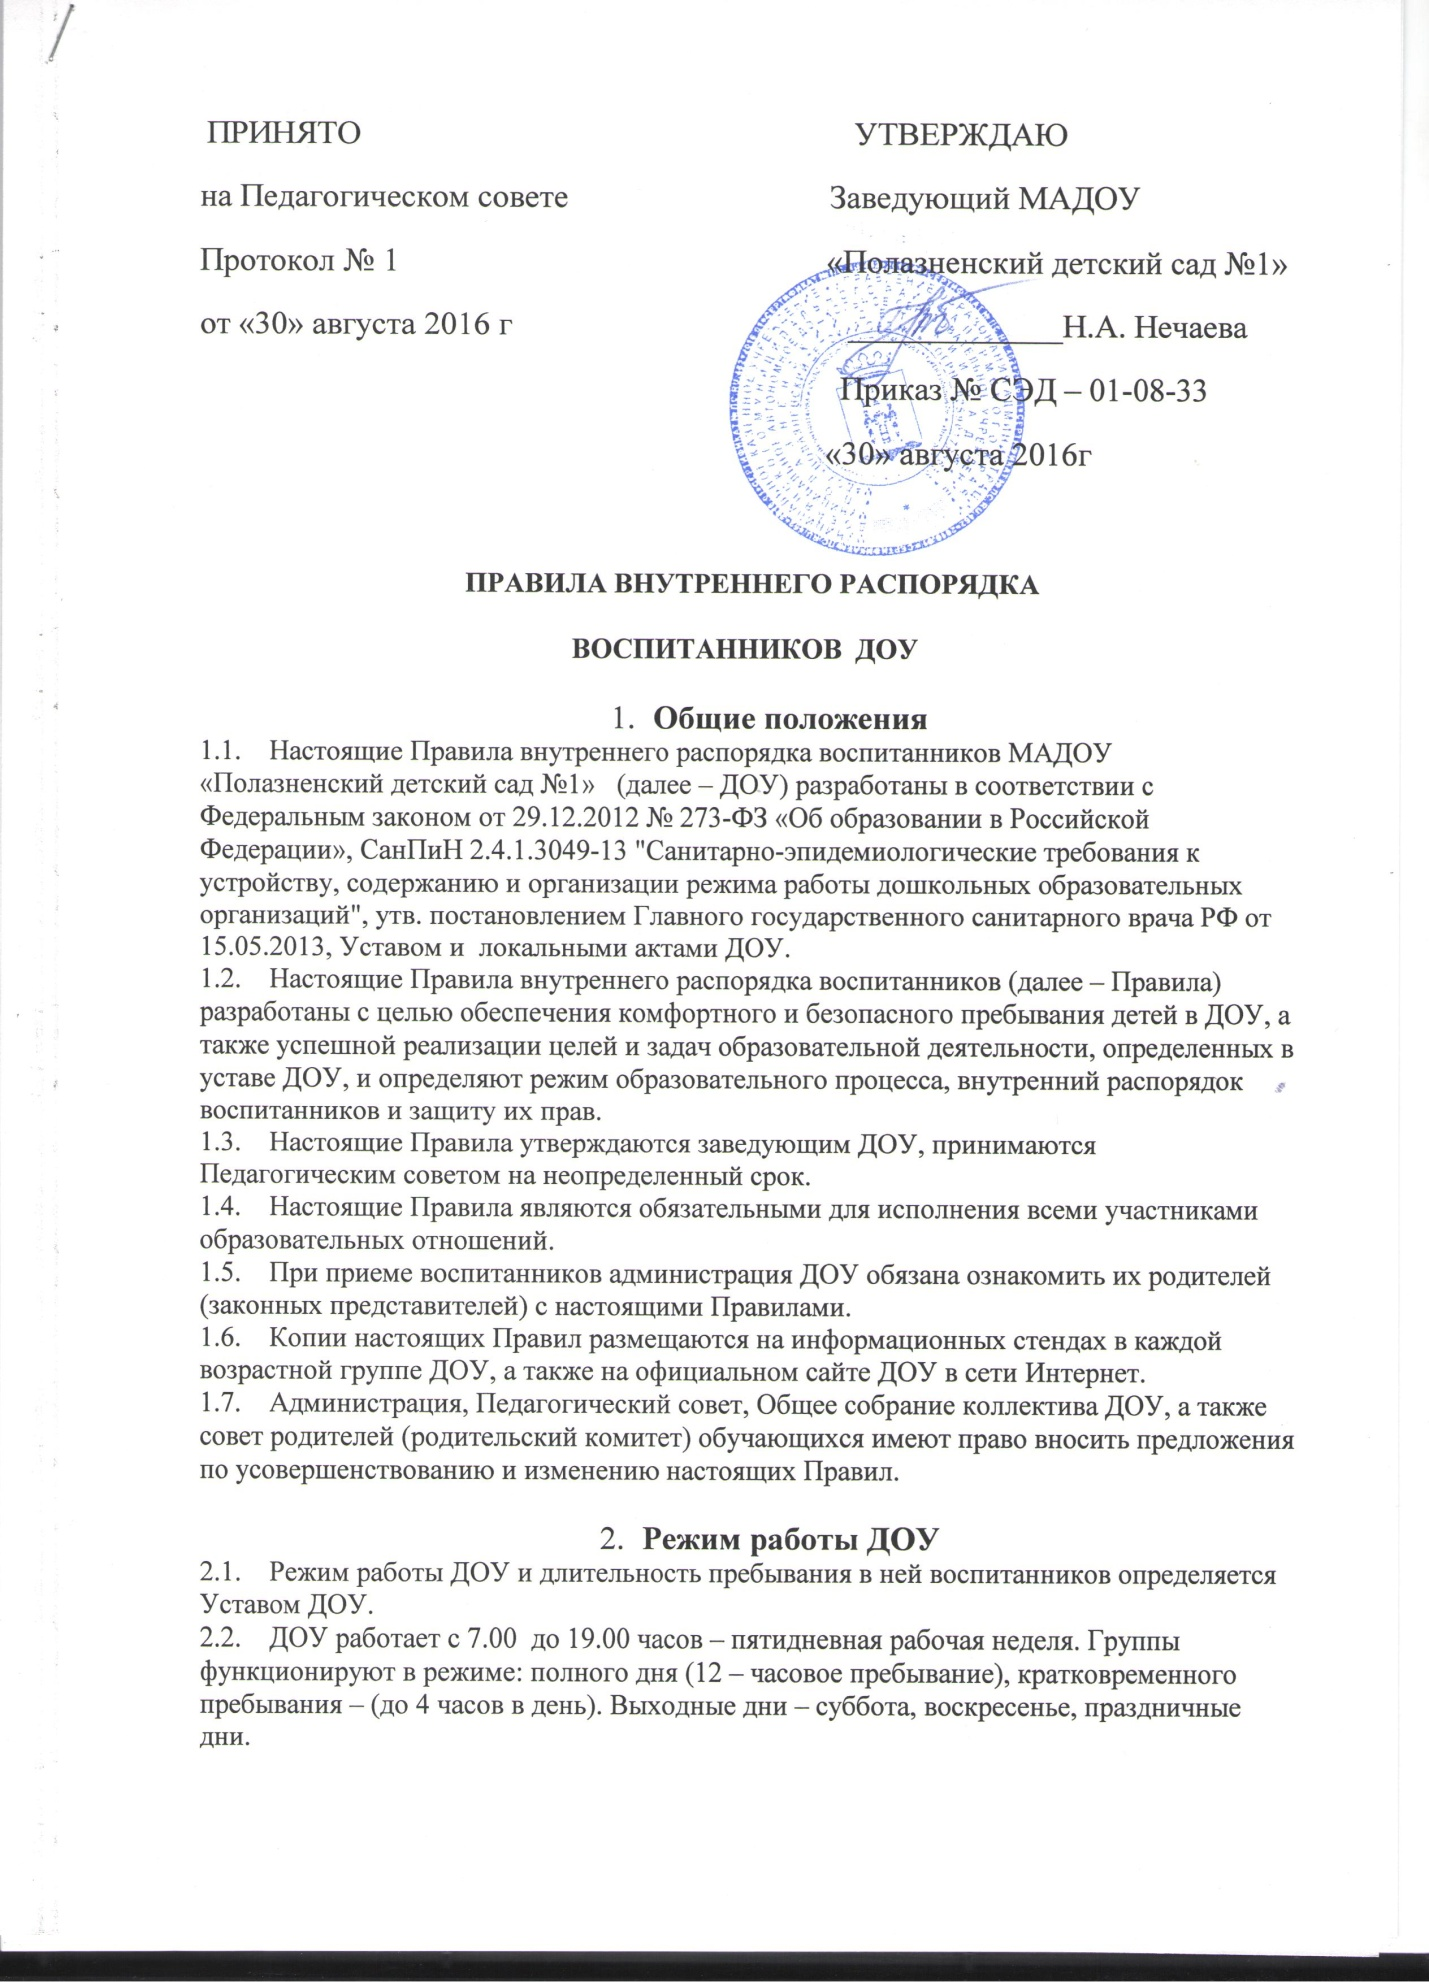 ПРИНЯТО
УТВЕРЖДАЮ
на Педагогическом совете
Заведующий МАДОУ
Протокол № 1
«Полазненский детский сад №1»
от «30» августа 2016 г
______________Н.А. Нечаева
Приказ № СЭД – 01-08-33
«30» августа 2016г
ПРАВИЛА ВНУТРЕННЕГО РАСПОРЯДКА
ВОСПИТАННИКОВ ДОУ
1. Общие положения
1.1. Настоящие Правила внутреннего распорядка воспитанников МАДОУ
«Полазненский детский сад №1» (далее – ДОУ) разработаны в соответствии с
Федеральным законом от 29.12.2012 № 273-ФЗ «Об образовании в Российской
Федерации», СанПиН 2.4.1.3049-13 "Санитарно-эпидемиологические требования к
устройству, содержанию и организации режима работы дошкольных образовательных
организаций", утв. постановлением Главного государственного санитарного врача РФ от
15.05.2013, Уставом и локальными актами ДОУ.
1.2. Настоящие Правила внутреннего распорядка воспитанников (далее – Правила)
разработаны с целью обеспечения комфортного и безопасного пребывания детей в ДОУ, а
также успешной реализации целей и задач образовательной деятельности, определенных в
уставе ДОУ, и определяют режим образовательного процесса, внутренний распорядок
воспитанников и защиту их прав.
1.3. Настоящие Правила утверждаются заведующим ДОУ, принимаются
Педагогическим советом на неопределенный срок.
1.4. Настоящие Правила являются обязательными для исполнения всеми участниками
образовательных отношений.
1.5. При приеме воспитанников администрация ДОУ обязана ознакомить их родителей
(законных представителей) с настоящими Правилами.
1.6. Копии настоящих Правил размещаются на информационных стендах в каждой
возрастной группе ДОУ, а также на официальном сайте ДОУ в сети Интернет.
1.7. Администрация, Педагогический совет, Общее собрание коллектива ДОУ, а также
совет родителей (родительский комитет) обучающихся имеют право вносить предложения
по усовершенствованию и изменению настоящих Правил.
2. Режим работы ДОУ
2.1. Режим работы ДОУ и длительность пребывания в ней воспитанников определяется
Уставом ДОУ.
2.2. ДОУ работает с 7.00 до 19.00 часов – пятидневная рабочая неделя. Группы
функционируют в режиме: полного дня (12 – часовое пребывание), кратковременного
пребывания – (до 4 часов в день). Выходные дни – суббота, воскресенье, праздничные
дни.